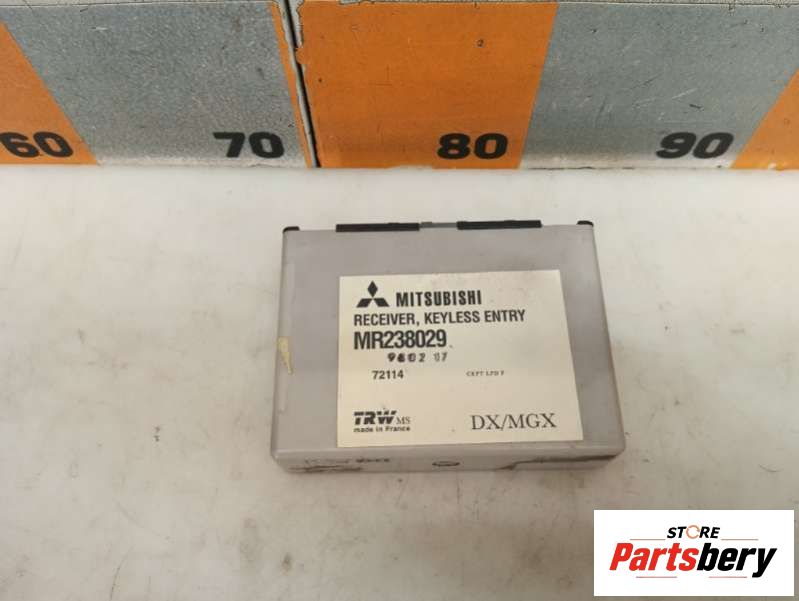 60 70 80 90
MITSUBISHI
RECEIVER, KEYLESS ENTRY
MR238029
72114
TRW MS
made in France
DX/MGX
STORE
Partsbery